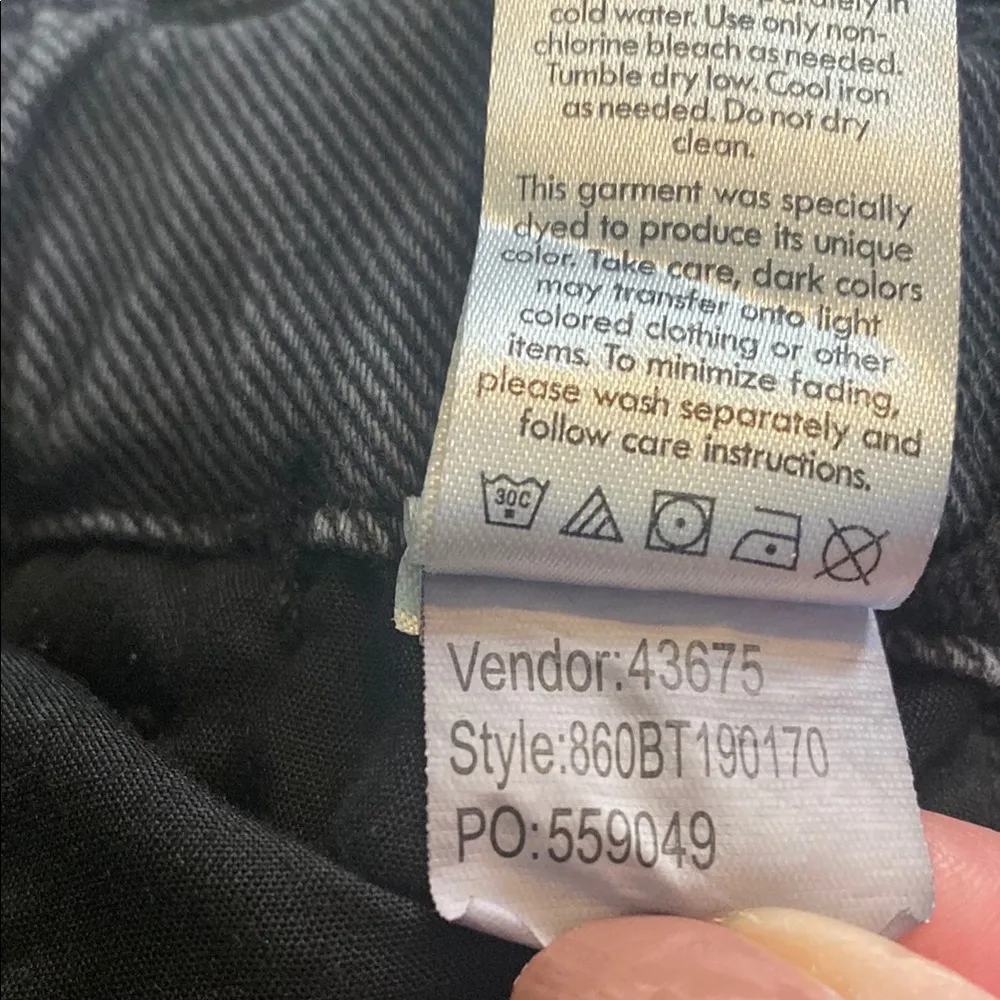 in
cold water. Use only non-
chlorine bleach as needed.
Tumble dry low. Cool iron
as needed. Do not dry
clean.
This garment was specially
dyed to produce its unique
color. Take care, dark colors
may transfer onto light
colored clothing or other
items. To minimize fading,
please wash separately and
follow care instructions.
30C
Vendor:43675
Style:860BT190170
PO:559049